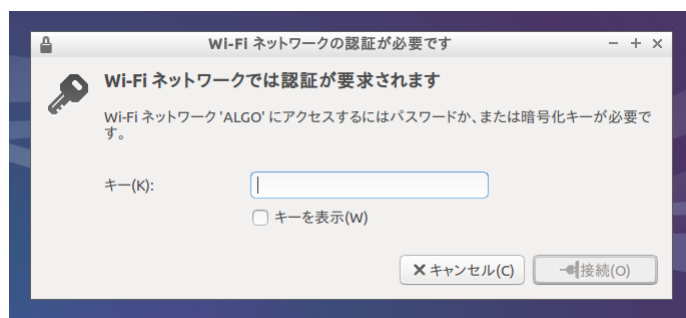 Wi-Fi ネットワークの認証が必要です
Wi-Fi ネットワークでは認証が要求されます
Wi-Fi ネットワーク 'ALGO' にアクセスするにはパスワードか、または暗号化キーが必要で
す。
キー(K):
キーを表示(W)
キャンセル(C) 接続(O)